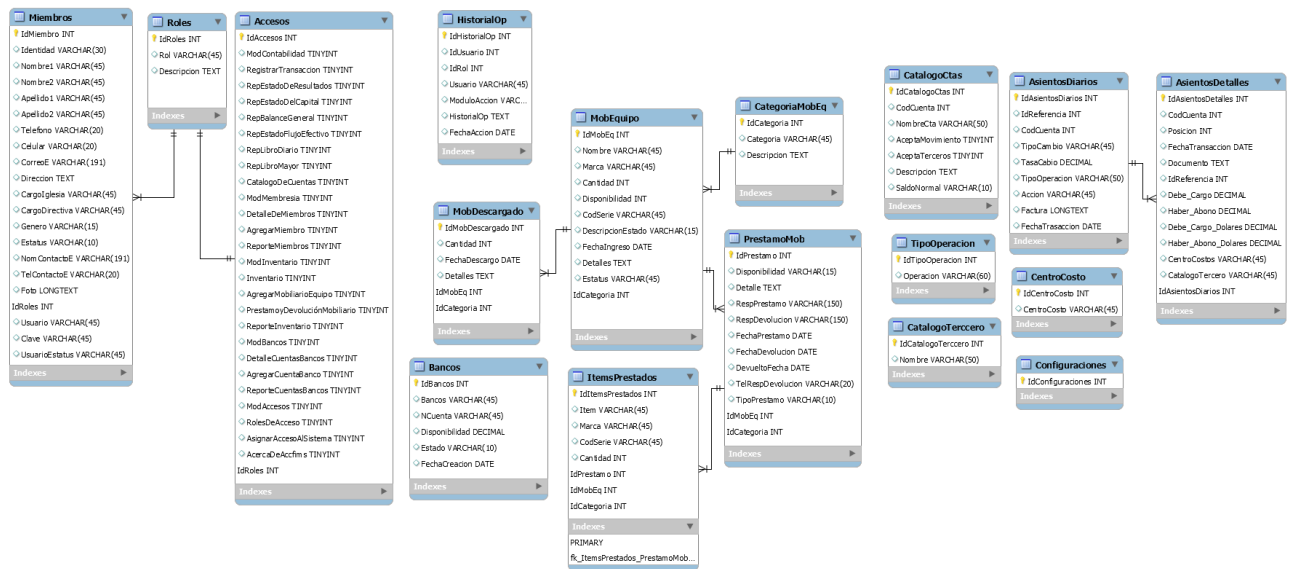 Miembros
IdMiembro INT
Identidad VARCHAR(30)
Nombre1 VARCHAR(45)
Nombre2 VARCHAR(45)
Apellido1 VARCHAR(45)
Apellido2 VARCHAR(45)
Telefono VARCHAR(20)
Celular VARCHAR(20)
CorreoE VARCHAR(191)
Direccion TEXT
CargoIglesia VARCHAR(45)
CargoDirectiva VARCHAR(45)
Genero VARCHAR(15)
Estatus VARCHAR(10)
NomContactoE VARCHAR(191)
TelContactoE VARCHAR(20)
Foto LONGTEXT
IdRoles INT
Usuario VARCHAR(45)
Clave VARCHAR(45)
UsuarioEstatus VARCHAR(45)
Indexes
Roles
IdRoles INT
Rol VARCHAR(45)
Descripcion TEXT
Indexes
Accesos
IdAccesos INT
ModContabilidad TINYINT
RegistrarTransaccion TINYINT
RepEstadoDeResultados TINYINT
RepEstadoDelCapital TINYINT
RepBalanceGeneral TINYINT
RepEstadoFlujoEfectivo TINYINT
RepLibroDiario TINYINT
RepLibroMayor TINYINT
CatalogoDeCuentas TINYINT
ModMembresia TINYINT
DetalleDeMiembros TINYINT
AgregarMiembro TINYINT
ReporteMiembros TINYINT
ModInventario TINYINT
Inventario TINYINT
AgregarMobiliarioEquipo TINYINT
PrestamoyDevoluciónMobiliario TINYINT
ReporteInventario TINYINT
ModBancos TINYINT
DetalleCuentasBancos TINYINT
AgregarCuentaBanco TINYINT
ReporteCuentasBancos TINYINT
ModAccesos TINYINT
RolesDeAcceso TINYINT
AsignarAccesoAlSistema TINYINT
AcercaDeAccfims TINYINT
IdRoles INT
Indexes
HistorialOp
IdHistorialOp INT
IdUsuario INT
IdRol INT
Usuario VARCHAR(45)
ModuloAccion VARC...
HistorialOp TEXT
FechaAccion DATE
Indexes
MobDescargado
IdMobDescargado INT
Cantidad INT
FechaDescargo DATE
Detalles TEXT
IdMobEq INT
IdCategoria INT
Indexes
Bancos
IdBancos INT
Bancos VARCHAR(45)
NCuenta VARCHAR(45)
Disponibilidad DECIMAL
Estado VARCHAR(10)
FechaCreacion DATE
Indexes
MobEquipo
IdMobEq INT
Nombre VARCHAR(45)
Marca VARCHAR(45)
Cantidad INT
Disponibilidad INT
CodSerie VARCHAR(45)
DescripcionEstado VARCHAR(15)
FechaIngreso DATE
Detalles TEXT
Estatus VARCHAR(45)
IdCategoria INT
Indexes
ItemsPrestados
IdItemsPrestados INT
Item VARCHAR(45)
Marca VARCHAR(45)
CodSerie VARCHAR(45)
Cantidad INT
IdPrestamo INT
IdMobEq INT
IdCategoria INT
Indexes
PRIMARY
fk_ItemsPrestados_PrestamoMob...
CategoriaMobEq
IdCategoria INT
Categoria VARCHAR(45)
Descripcion TEXT
Indexes
PrestamoMob
IdPrestamo INT
Disponibilidad VARCHAR(15)
Detalle TEXT
RespPrestamo VARCHAR(150)
RespDevolucion VARCHAR(150)
FechaPrestamo DATE
FechaDevolucion DATE
DevueltoFecha DATE
TelRespDevolucion VARCHAR(20)
TipoPrestamo VARCHAR(10)
IdMobEq INT
IdCategoria INT
Indexes
CatalogoCtas
IdCatalogoCtas INT
CodCuenta INT
NombreCta VARCHAR(50)
AceptaMovimiento TINYINT
AceptaTerceros TINYINT
Descripcion TEXT
SaldoNormal VARCHAR(10)
Indexes
TipoOperacion
IdTipoOperacion INT
Operacion VARCHAR(60)
Indexes
CatalogoTerccero
IdCatalogoTerccero INT
Nombre VARCHAR(50)
Indexes
AsientosDiarios
IdAsientosDiarios INT
IdReferencia INT
CodCuenta INT
TipoCambio VARCHAR(45)
TasaCabio DECIMAL
TipoOperacion VARCHAR(50)
Accion VARCHAR(45)
Factura LONGTEXT
FechaTrasaccion DATE
Indexes
CentroCosto
IdCentroCosto INT
CentroCosto VARCHAR(45)
Indexes
Configuraciones
IdConfiguraciones INT
Indexes
AsientosDetalles
IdAsientosDetalles INT
CodCuenta INT
Posicion INT
FechaTransaccion DATE
Documento TEXT
IdReferencia INT
Debe_Cargo DECIMAL
Haber_Abono DECIMAL
Debe_Cargo_Dolares DECIMAL
Haber_Abono_Dolares DECIMAL
CentroCostos VARCHAR(45)
CatalogoTercero VARCHAR(45)
IdAsientosDiarios INT
Indexes